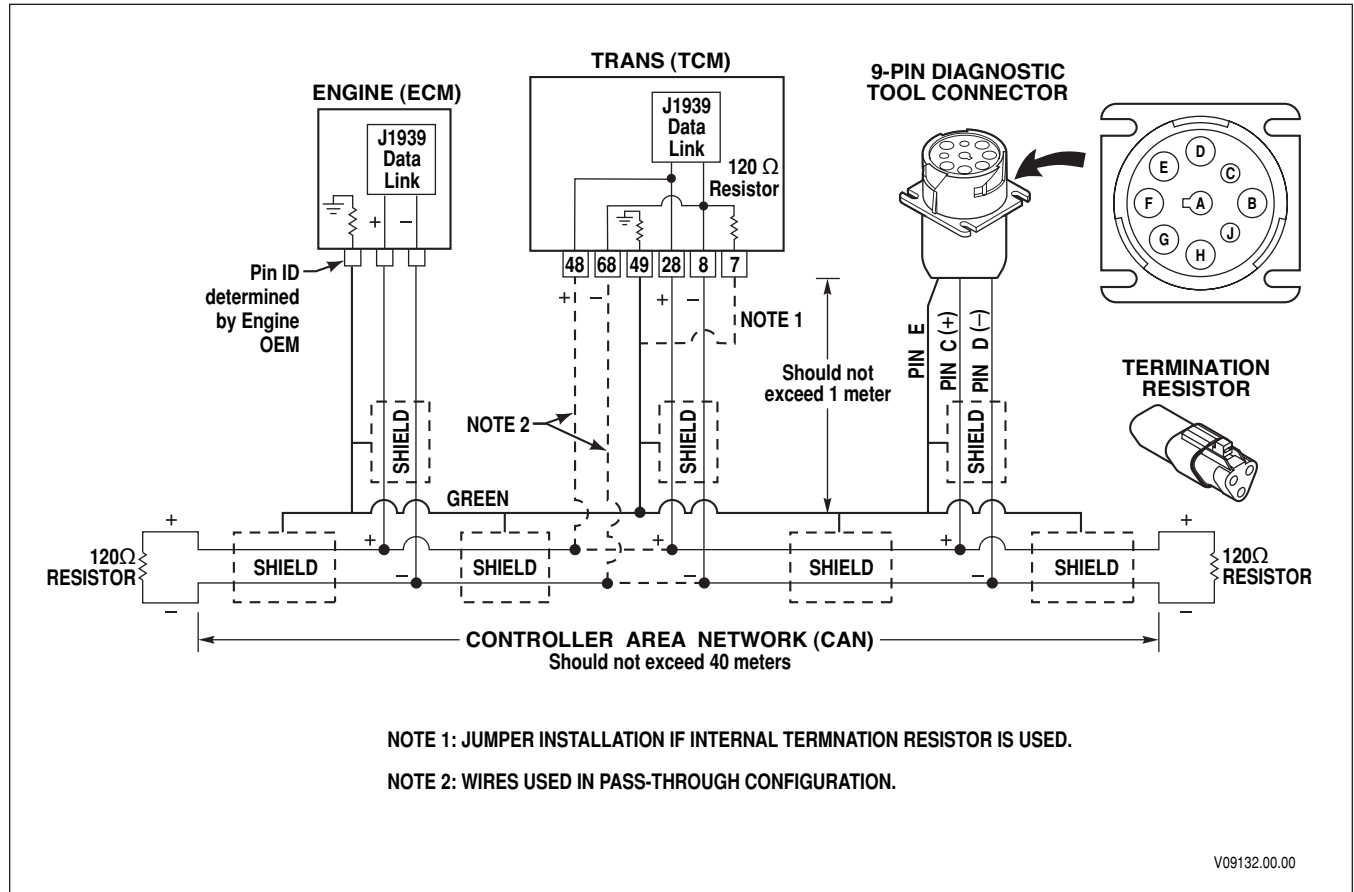 TRANS (TCM)
ENGINE (ECM)
9-PIN DIAGNOSTIC
TOOL CONNECTOR
J1939
Data
Link
+
–
J1939
Data
Link
120 Ω
Resistor
D
E
C
F
A
B
G
J
H
Pin ID
determined
by Engine
OEM
48
68
49
28
8
7
+
–
+
–
NOTE 1
NOTE 2
Should not
exceed 1 meter
PIN E
PIN C (+)
PIN D (–)
TERMINATION
RESISTOR
SHIELD
SHIELD
SHIELD
GREEN
+
120Ω
RESISTOR
–
SHIELD
+
–
SHIELD
+
–
SHIELD
+
–
SHIELD
+
120Ω
RESISTOR
–
CONTROLLER AREA NETWORK (CAN)
Should not exceed 40 meters
NOTE 1: JUMPER INSTALLATION IF INTERNAL TERMNATION RESISTOR IS USED.
NOTE 2: WIRES USED IN PASS-THROUGH CONFIGURATION.
V09132.00.00